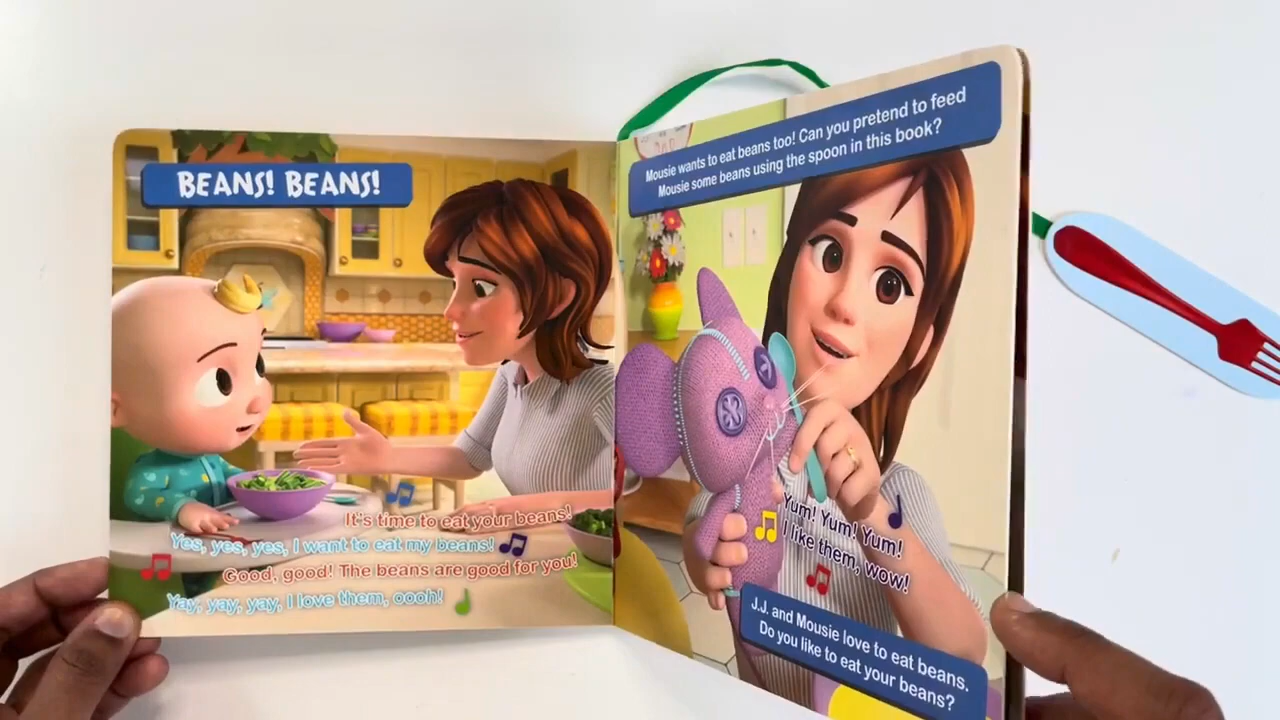 BEANS! BEANS!
It's time to eat your beans!
Yes, yes, yes, I want to eat my beans!
Good, good! The beans are good for you!
Yay, yay, yay, I love them, oooh!
Mousie wants to eat beans too! Can you pretend to feed
Mousie some beans using the spoon in this book?
Yum! Yum! Yum!
I like them, wow!
J.J. and Mousie love to eat beans.
Do you like to eat your beans?